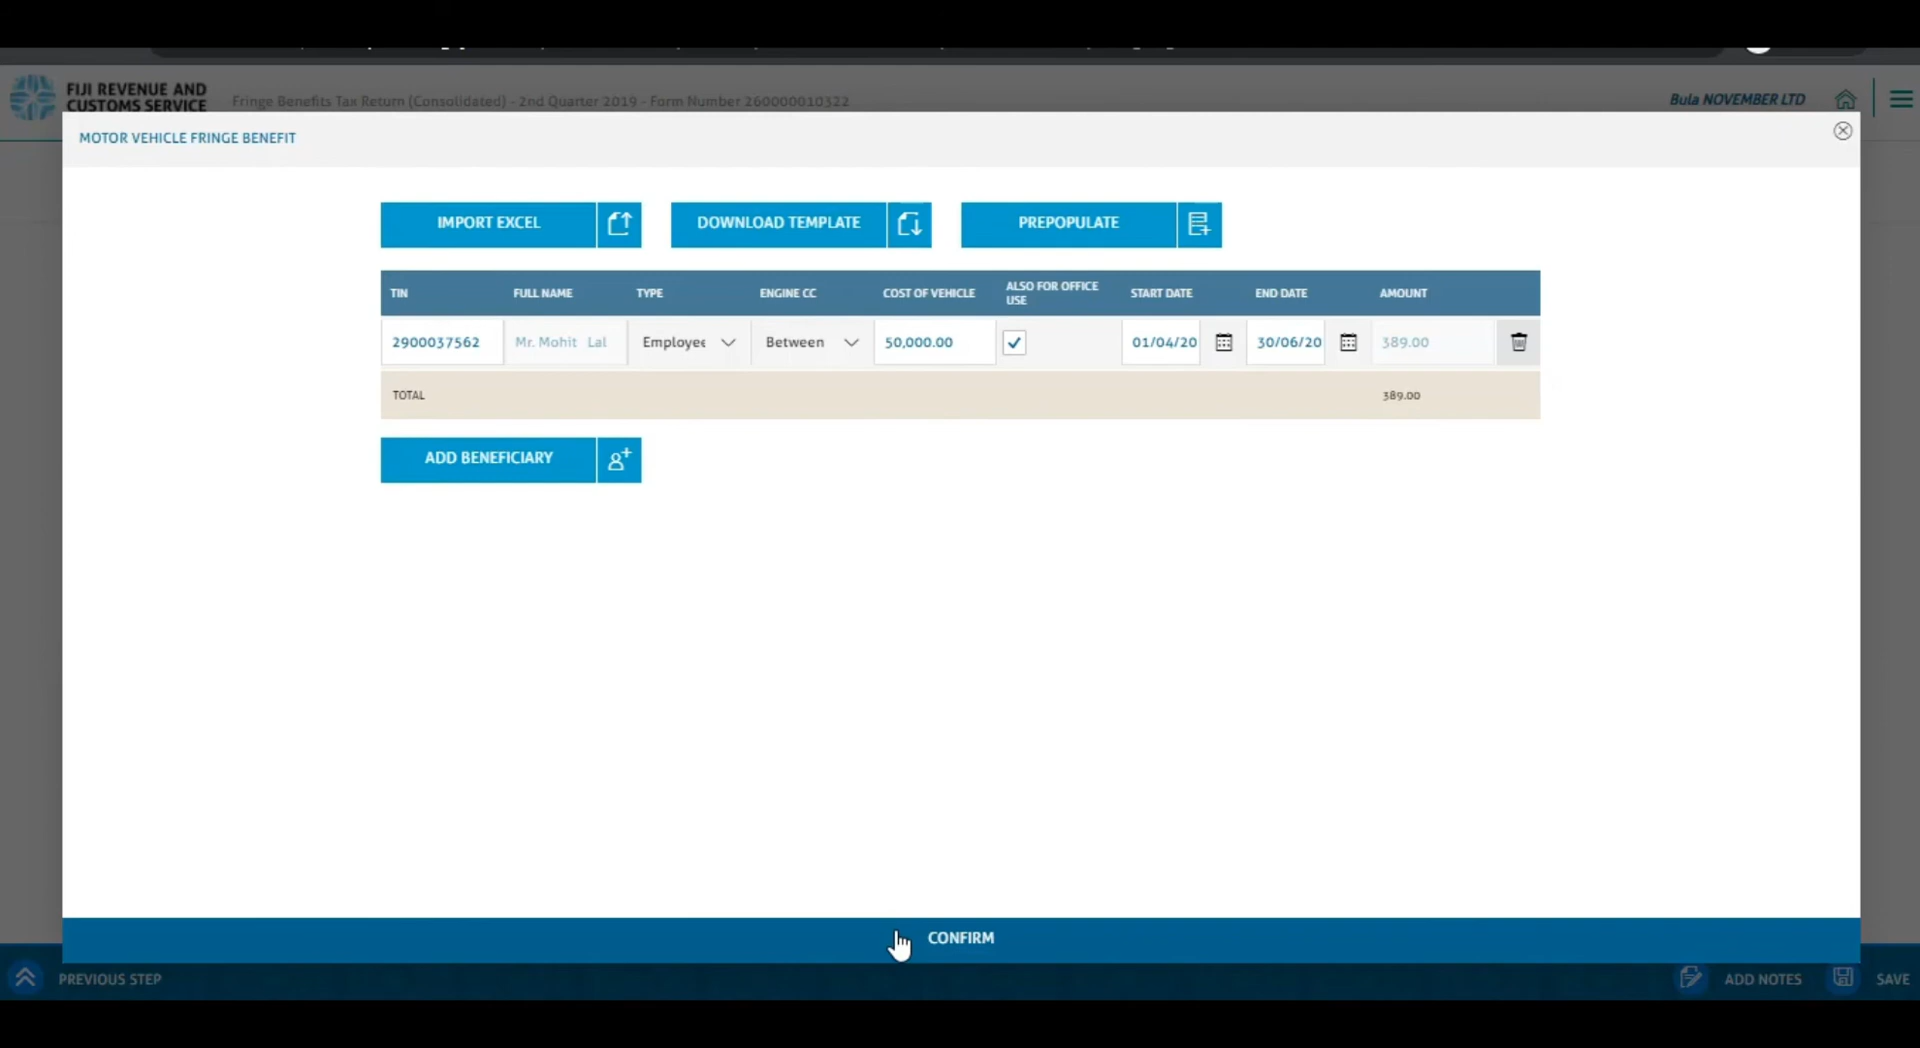 FIJI REVENUE AND
CUSTOMS SERVICE
Fringe Benefits Tax Return (Consolidated) - 2nd Quarter 2019 - Form Number 260000010322
Bula NOVEMBER LTD
MOTOR VEHICLE FRINGE BENEFIT
IMPORT EXCEL
DOWNLOAD TEMPLATE
PREPOPULATE
TIN FULL NAME TYPE ENGINE CC COST OF VEHICLE ALSO FOR OFFICE USE START DATE END DATE AMOUNT
2900037562 Mr. Mohit Lal Employee Between 50,000.00 01/04/20 30/06/20 389.00
TOTAL 389.00
ADD BENEFICIARY
CONFIRM
PREVIOUS STEP
ADD NOTES
SAVE